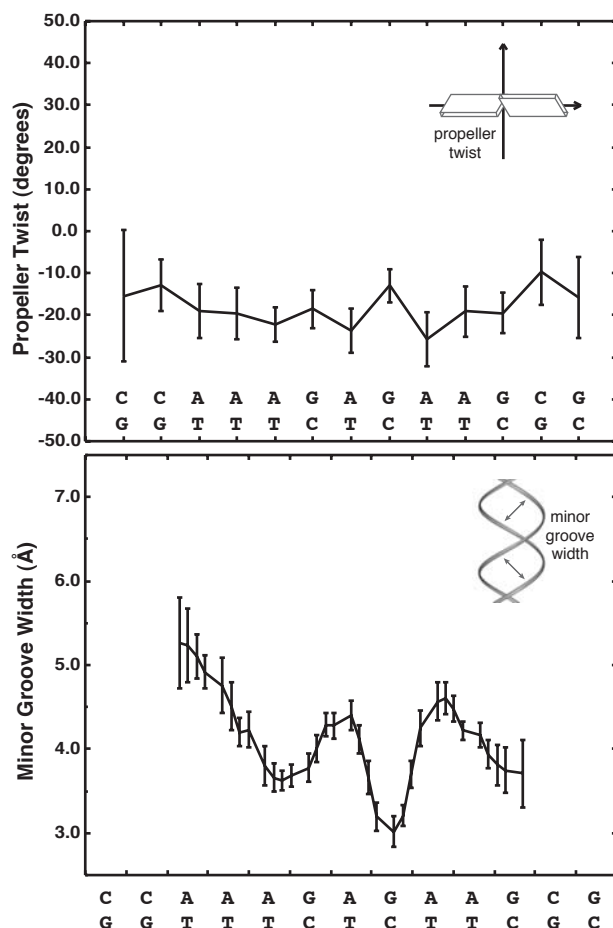 50.0
40.0
30.0
20.0
10.0
0.0
-10.0
-20.0
-30.0
-40.0
-50.0
Propeller Twist (degrees)
propeller
twist
C C A A A G A G A A G C G
G G T T T C T C T T C G C
7.0
6.0
5.0
4.0
3.0
Minor Groove Width (Å)
minor
groove
width
C C A A A G A G A A G C G
G G T T T C T C T T C G C